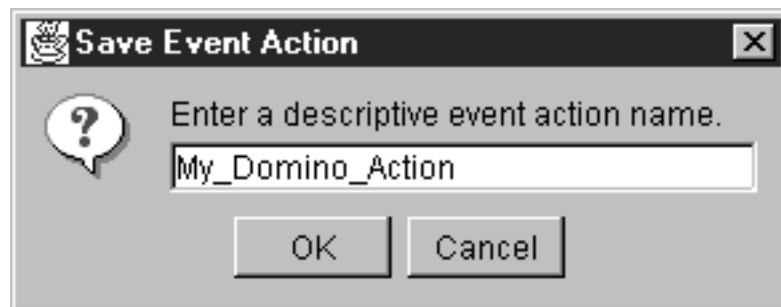 Save Event Action
Enter a descriptive event action name.
My_Domino_Action
OK Cancel